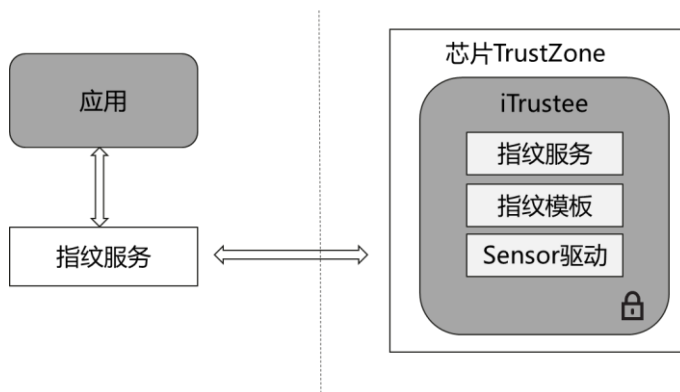 应用
指纹服务
芯片TrustZone
iTrustee
指纹服务
指纹模板
Sensor驱动